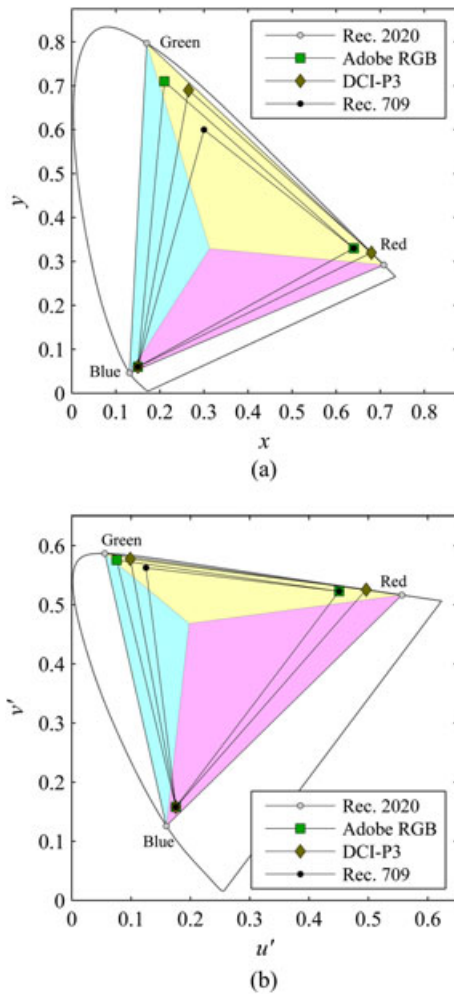 0.8
0.7
0.6
0.5
0.4
0.3
0.2
0.1
0
y
Green
Red
Blue
Rec. 2020
Adobe RGB
DCI-P3
Rec. 709
0 0.1 0.2 0.3 0.4 0.5 0.6 0.7 0.8
x
(a)
0.6
0.5
0.4
0.3
0.2
0.1
0
v′
Green
Red
Blue
Rec. 2020
Adobe RGB
DCI-P3
Rec. 709
0 0.1 0.2 0.3 0.4 0.5 0.6
u′
(b)